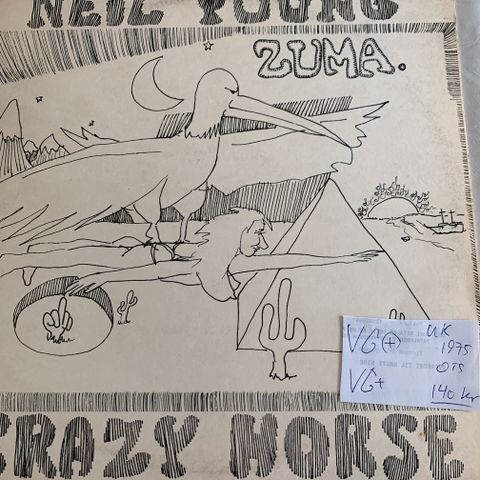 NEIL YOUNG
ZUMA.
VG(+) UK
1975
OTS
VG+ 140 kr
CRAZY HORSE